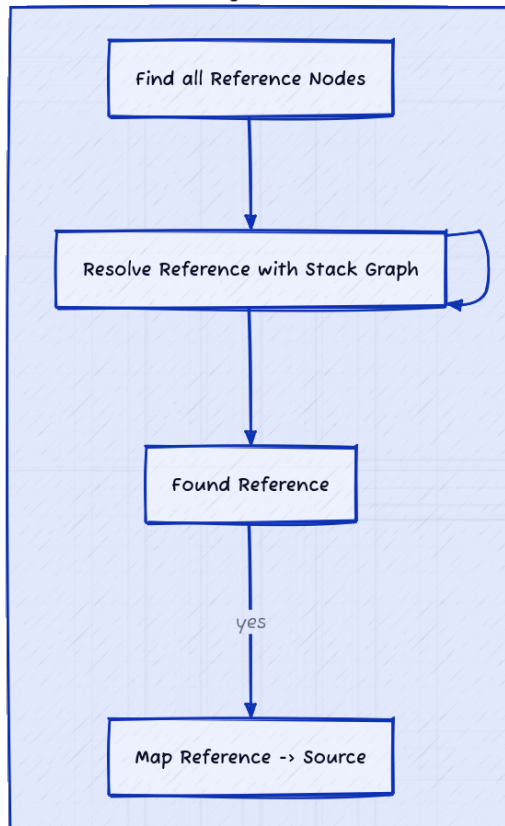 Find all Reference Nodes
Resolve Reference with Stack Graph
Found Reference
yes
Map Reference -> Source